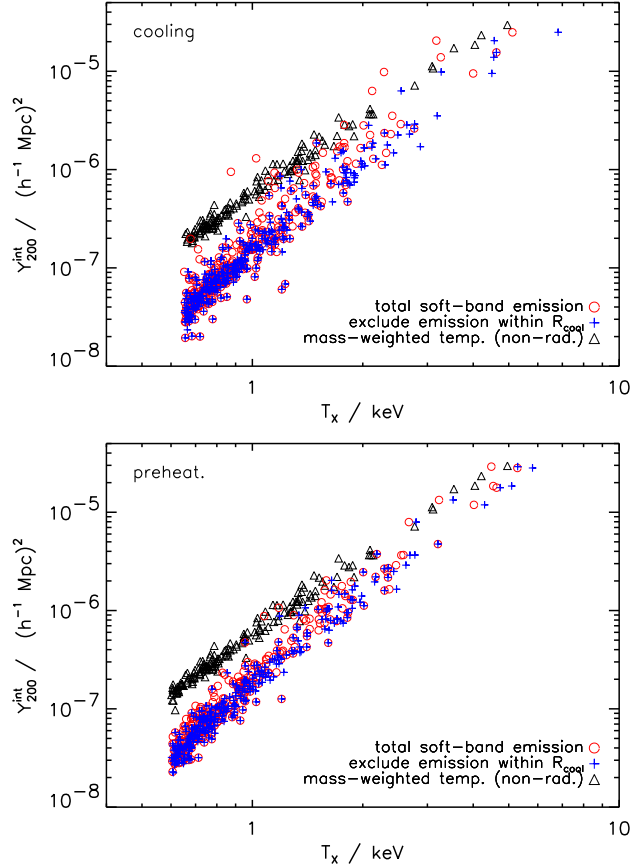 cooling
10⁻⁵
10⁻⁶
10⁻⁷
10⁻⁸
Y₂₀₀ⁱⁿᵗ / (h⁻¹ Mpc)²
total soft-band emission
exclude emission within R_cool
mass-weighted temp. (non-rad.)
1
10
T_x / keV
preheat.
10⁻⁵
10⁻⁶
10⁻⁷
10⁻⁸
Y₂₀₀ⁱⁿᵗ / (h⁻¹ Mpc)²
total soft-band emission
exclude emission within R_cool
mass-weighted temp. (non-rad.)
1
10
T_x / keV